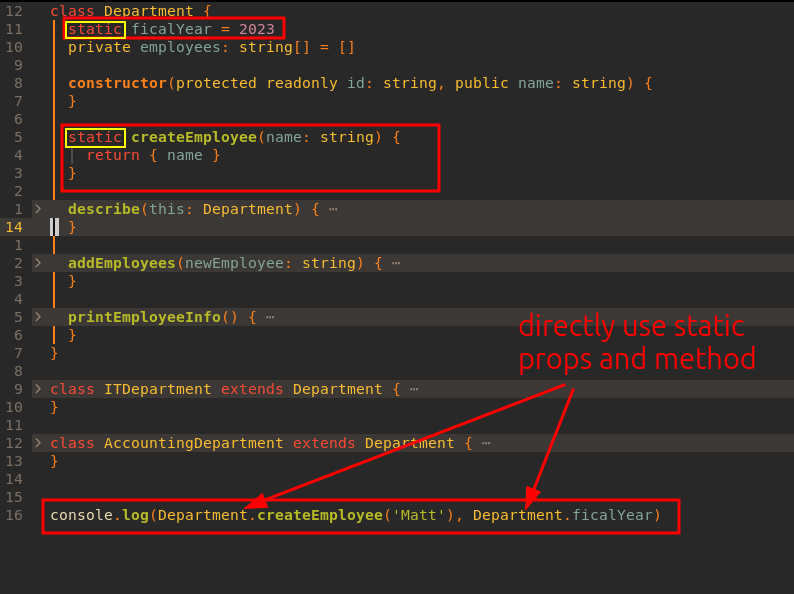 12 class Department {
11 static ficalYear = 2023
10 private employees: string[] = []
9
8 constructor(protected readonly id: string, public name: string) {
7 }
6
5 static createEmployee(name: string) {
4 return { name }
3 }
2
1 describe(this: Department) { ⋯
14 }
1
2 addEmployees(newEmployee: string) { ⋯
3 }
4
5 printEmployeeInfo() { ⋯
6 }
7 }
directly use static
props and method
8
9 class ITDepartment extends Department { ⋯
10 }
11
12 class AccountingDepartment extends Department { ⋯
13 }
14
15
16 console.log(Department.createEmployee('Matt'), Department.ficalYear)